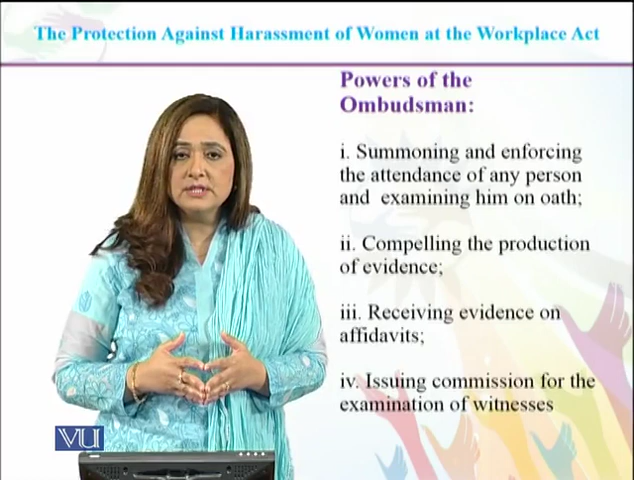 The Protection Against Harassment of Women at the Workplace Act
Powers of the
Ombudsman:
i. Summoning and enforcing
the attendance of any person
and examining him on oath;
ii. Compelling the production
of evidence;
iii. Receiving evidence on
affidavits;
iv. Issuing commission for the
examination of witnesses
VU